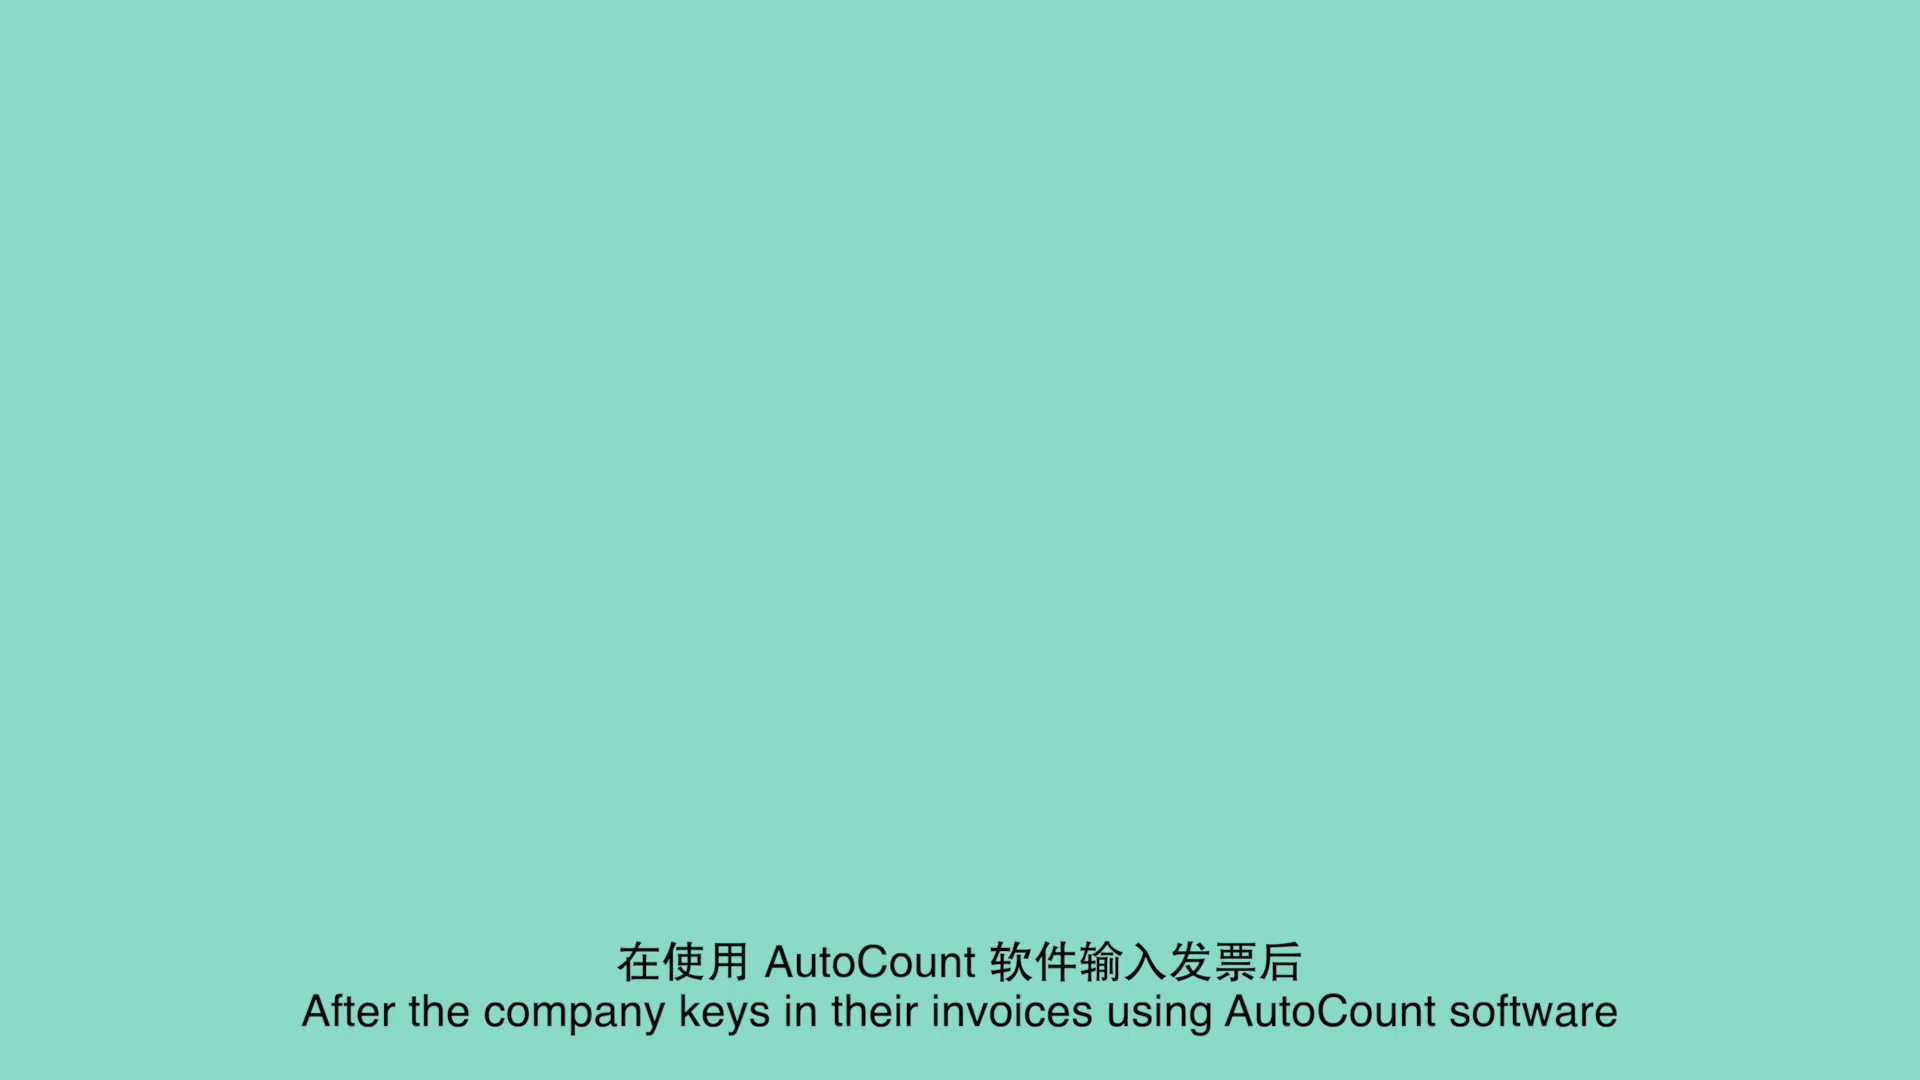 在使用 AutoCount 软件输入发票后
After the company keys in their invoices using AutoCount software